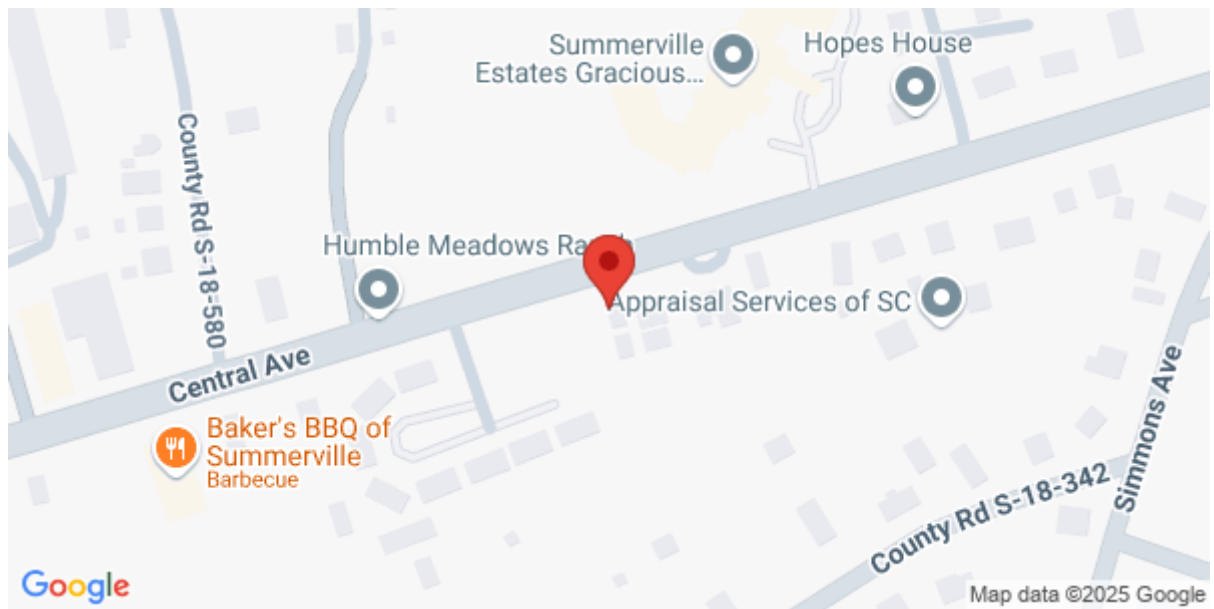 Summerville
Estates Gracious...
Hopes House
County Rd S-18-580
Humble Meadows Ranch
Appraisal Services of SC
Central Ave
Simmons Ave
Baker's BBQ of
Summerville
Barbecue
County Rd S-18-342
Google
Map data ©2025 Google